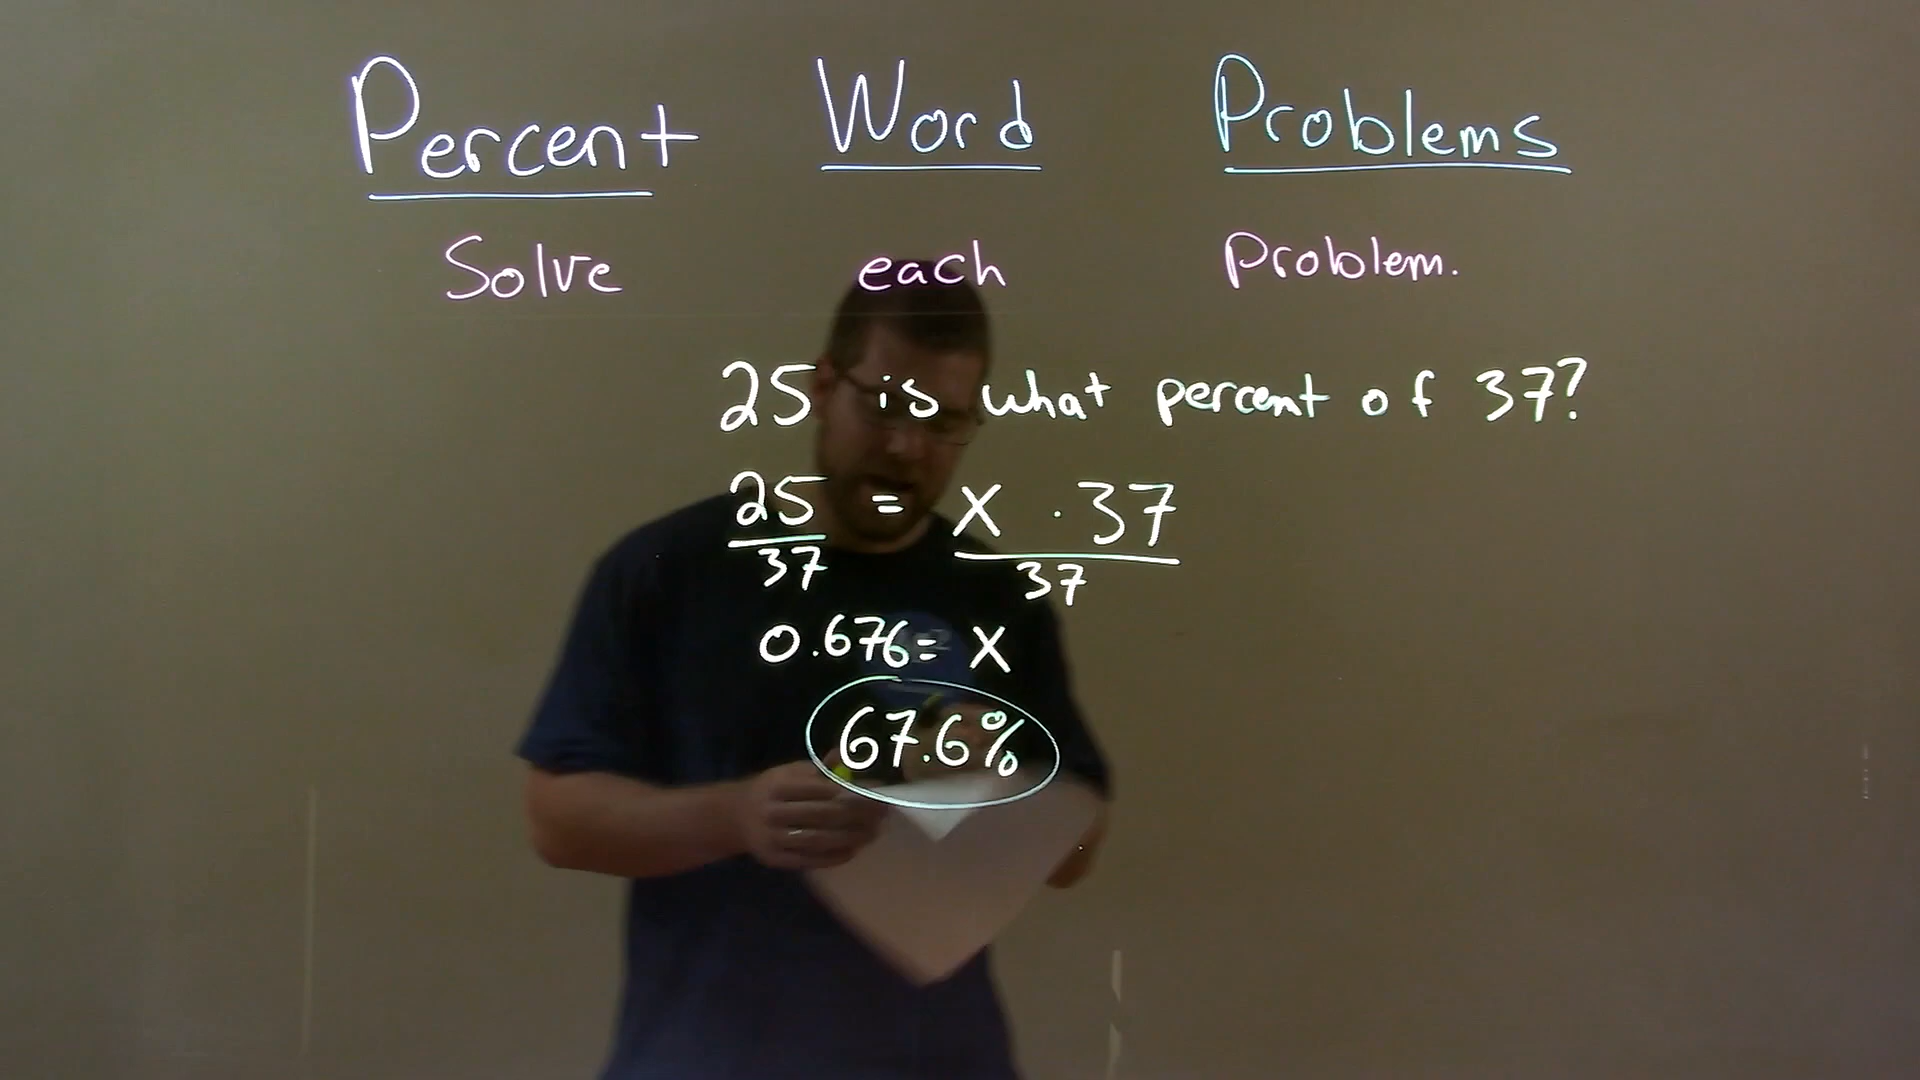 Percent Word Problems
Solve each problem.
25 is what percent of 37?
25 = x · 37
37 37
0.676 = x
67.6%